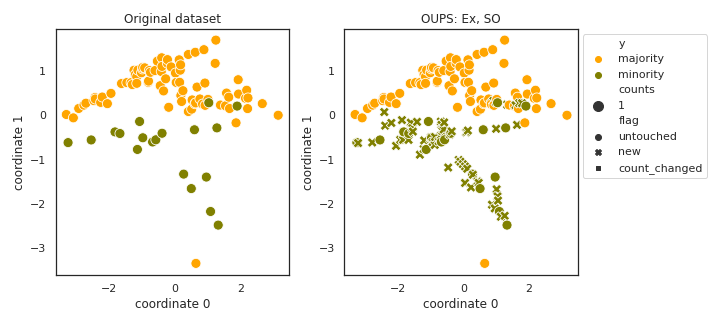 Original dataset
coordinate 1
1
0
−1
−2
−3
−2
0
2
coordinate 0
OUPS: Ex, SO
coordinate 1
1
0
−1
−2
−3
−2
0
2
coordinate 0
y
majority
minority
counts
1
flag
untouched
new
count_changed